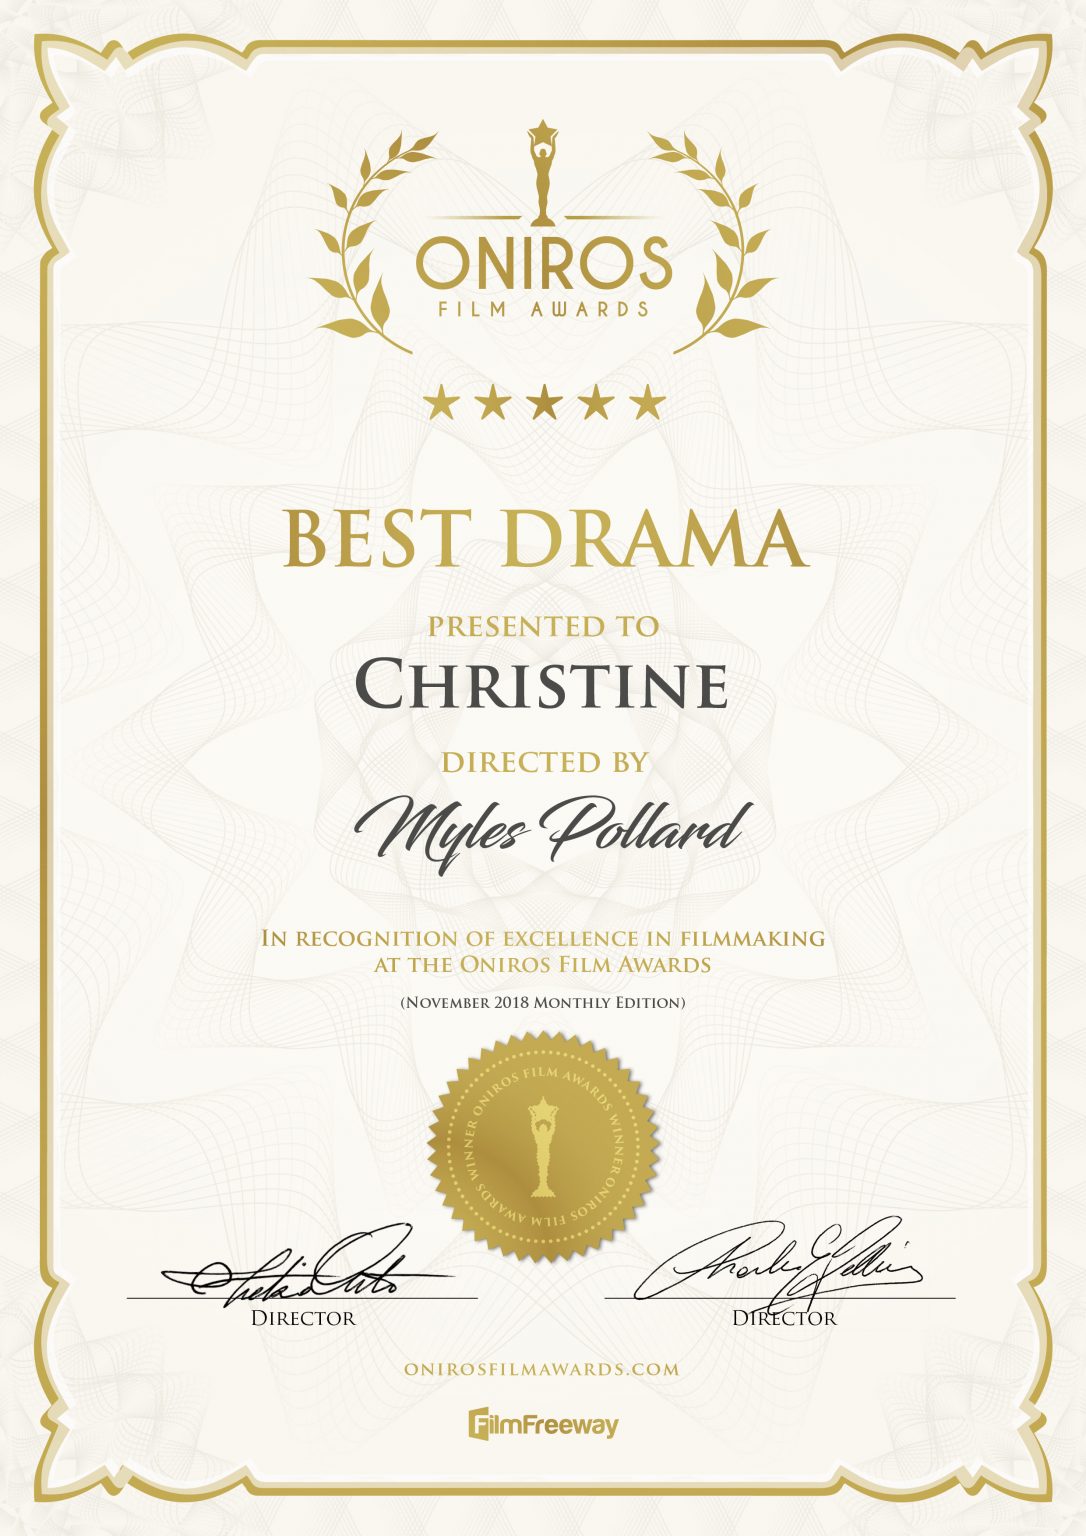 ONIROS
FILM AWARDS
BEST DRAMA
PRESENTED TO
CHRISTINE
DIRECTED BY
Myles Pollard
IN RECOGNITION OF EXCELLENCE IN FILMMAKING
AT THE ONIROS FILM AWARDS
(NOVEMBER 2018 MONTHLY EDITION)
ONIROS FILM AWARDS WINNER
ONIROS FILM AWARDS WINNER
DIRECTOR
DIRECTOR
ONIROSFILMAWARDS.COM
FilmFreeway